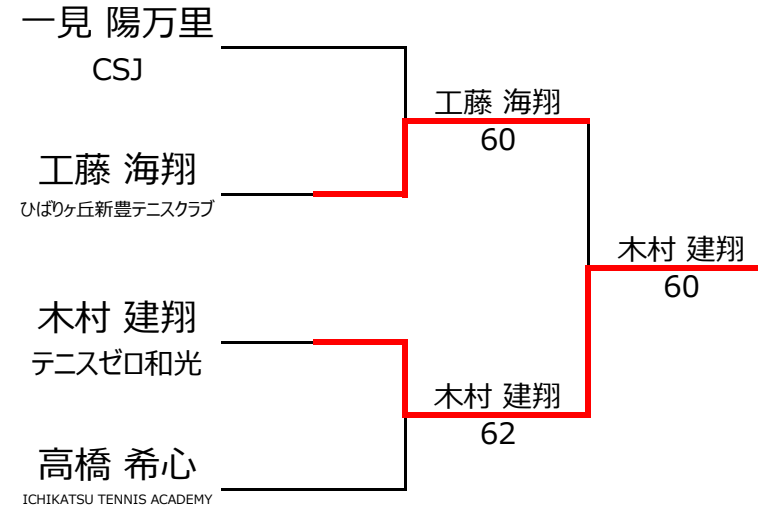 一見 陽万里
CSJ
工藤 海翔
60
工藤 海翔
ひばりヶ丘新豊テニスクラブ
木村 建翔
60
木村 建翔
テニスゼロ和光
木村 建翔
62
高橋 希心
ICHIKATSU TENNIS ACADEMY